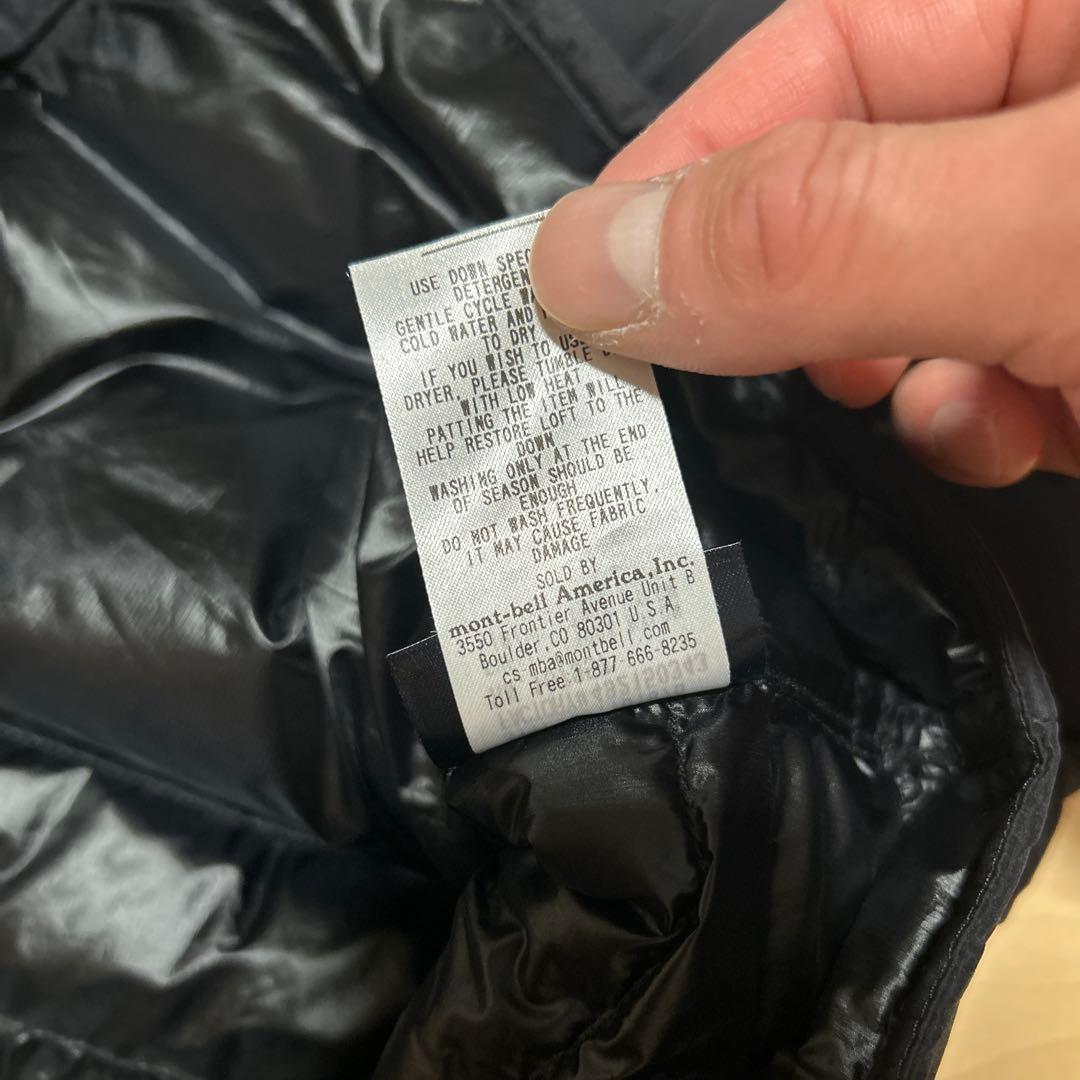 USE DOWN
GENTLE CYCLE
COLD WATER AND
TO DRY
IF YOU WISH TO
DRYER, PLEASE TUMBLE
WITH LOW HEAT
PATTING THE ITEM WILL
HELP RESTORE LOFT TO THE
DOWN
WASHING ONLY AT THE END
OF SEASON SHOULD BE
ENOUGH
DO NOT WASH FREQUENTLY,
IT MAY CAUSE FABRIC
DAMAGE
SOLD BY
mont-bell America,Inc.
3550 Frontier Avenue Unit B
Boulder,CO 80301 U.S.A.
cs mba@montbell.com
Toll Free 1-877-666-8235